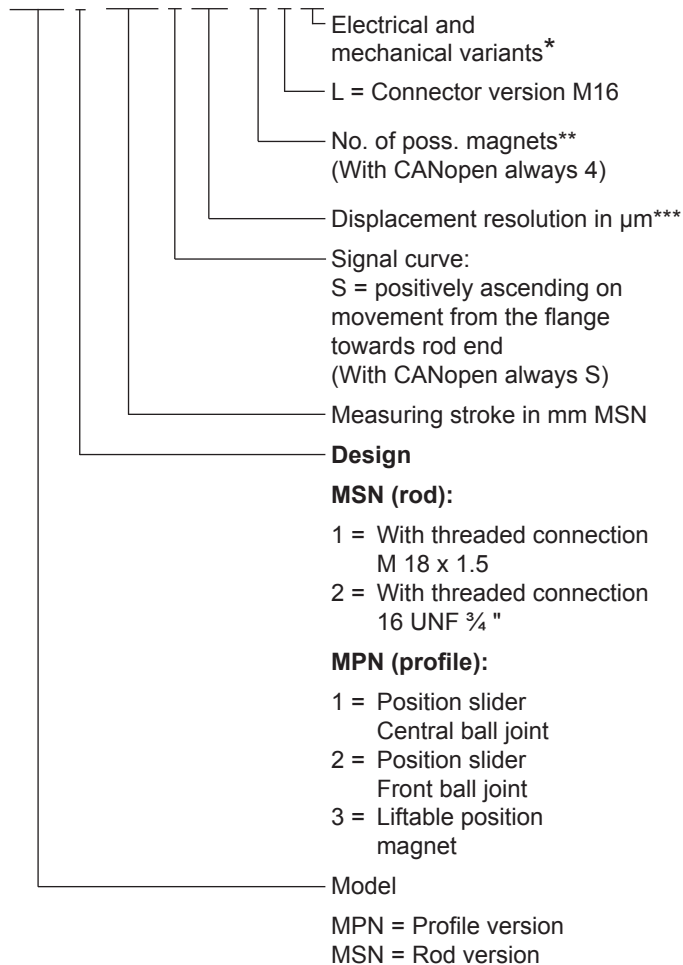 Electrical and
mechanical variants*
L = Connector version M16
No. of poss. magnets**
(With CANopen always 4)
Displacement resolution in µm***
Signal curve:
S = positively ascending on
movement from the flange
towards rod end
(With CANopen always S)
Measuring stroke in mm MSN
Design
MSN (rod):
1 = With threaded connection
M 18 x 1.5
2 = With threaded connection
16 UNF ¾ "
MPN (profile):
1 = Position slider
Central ball joint
2 = Position slider
Front ball joint
3 = Liftable position
magnet
Model
MPN = Profile version
MSN = Rod version